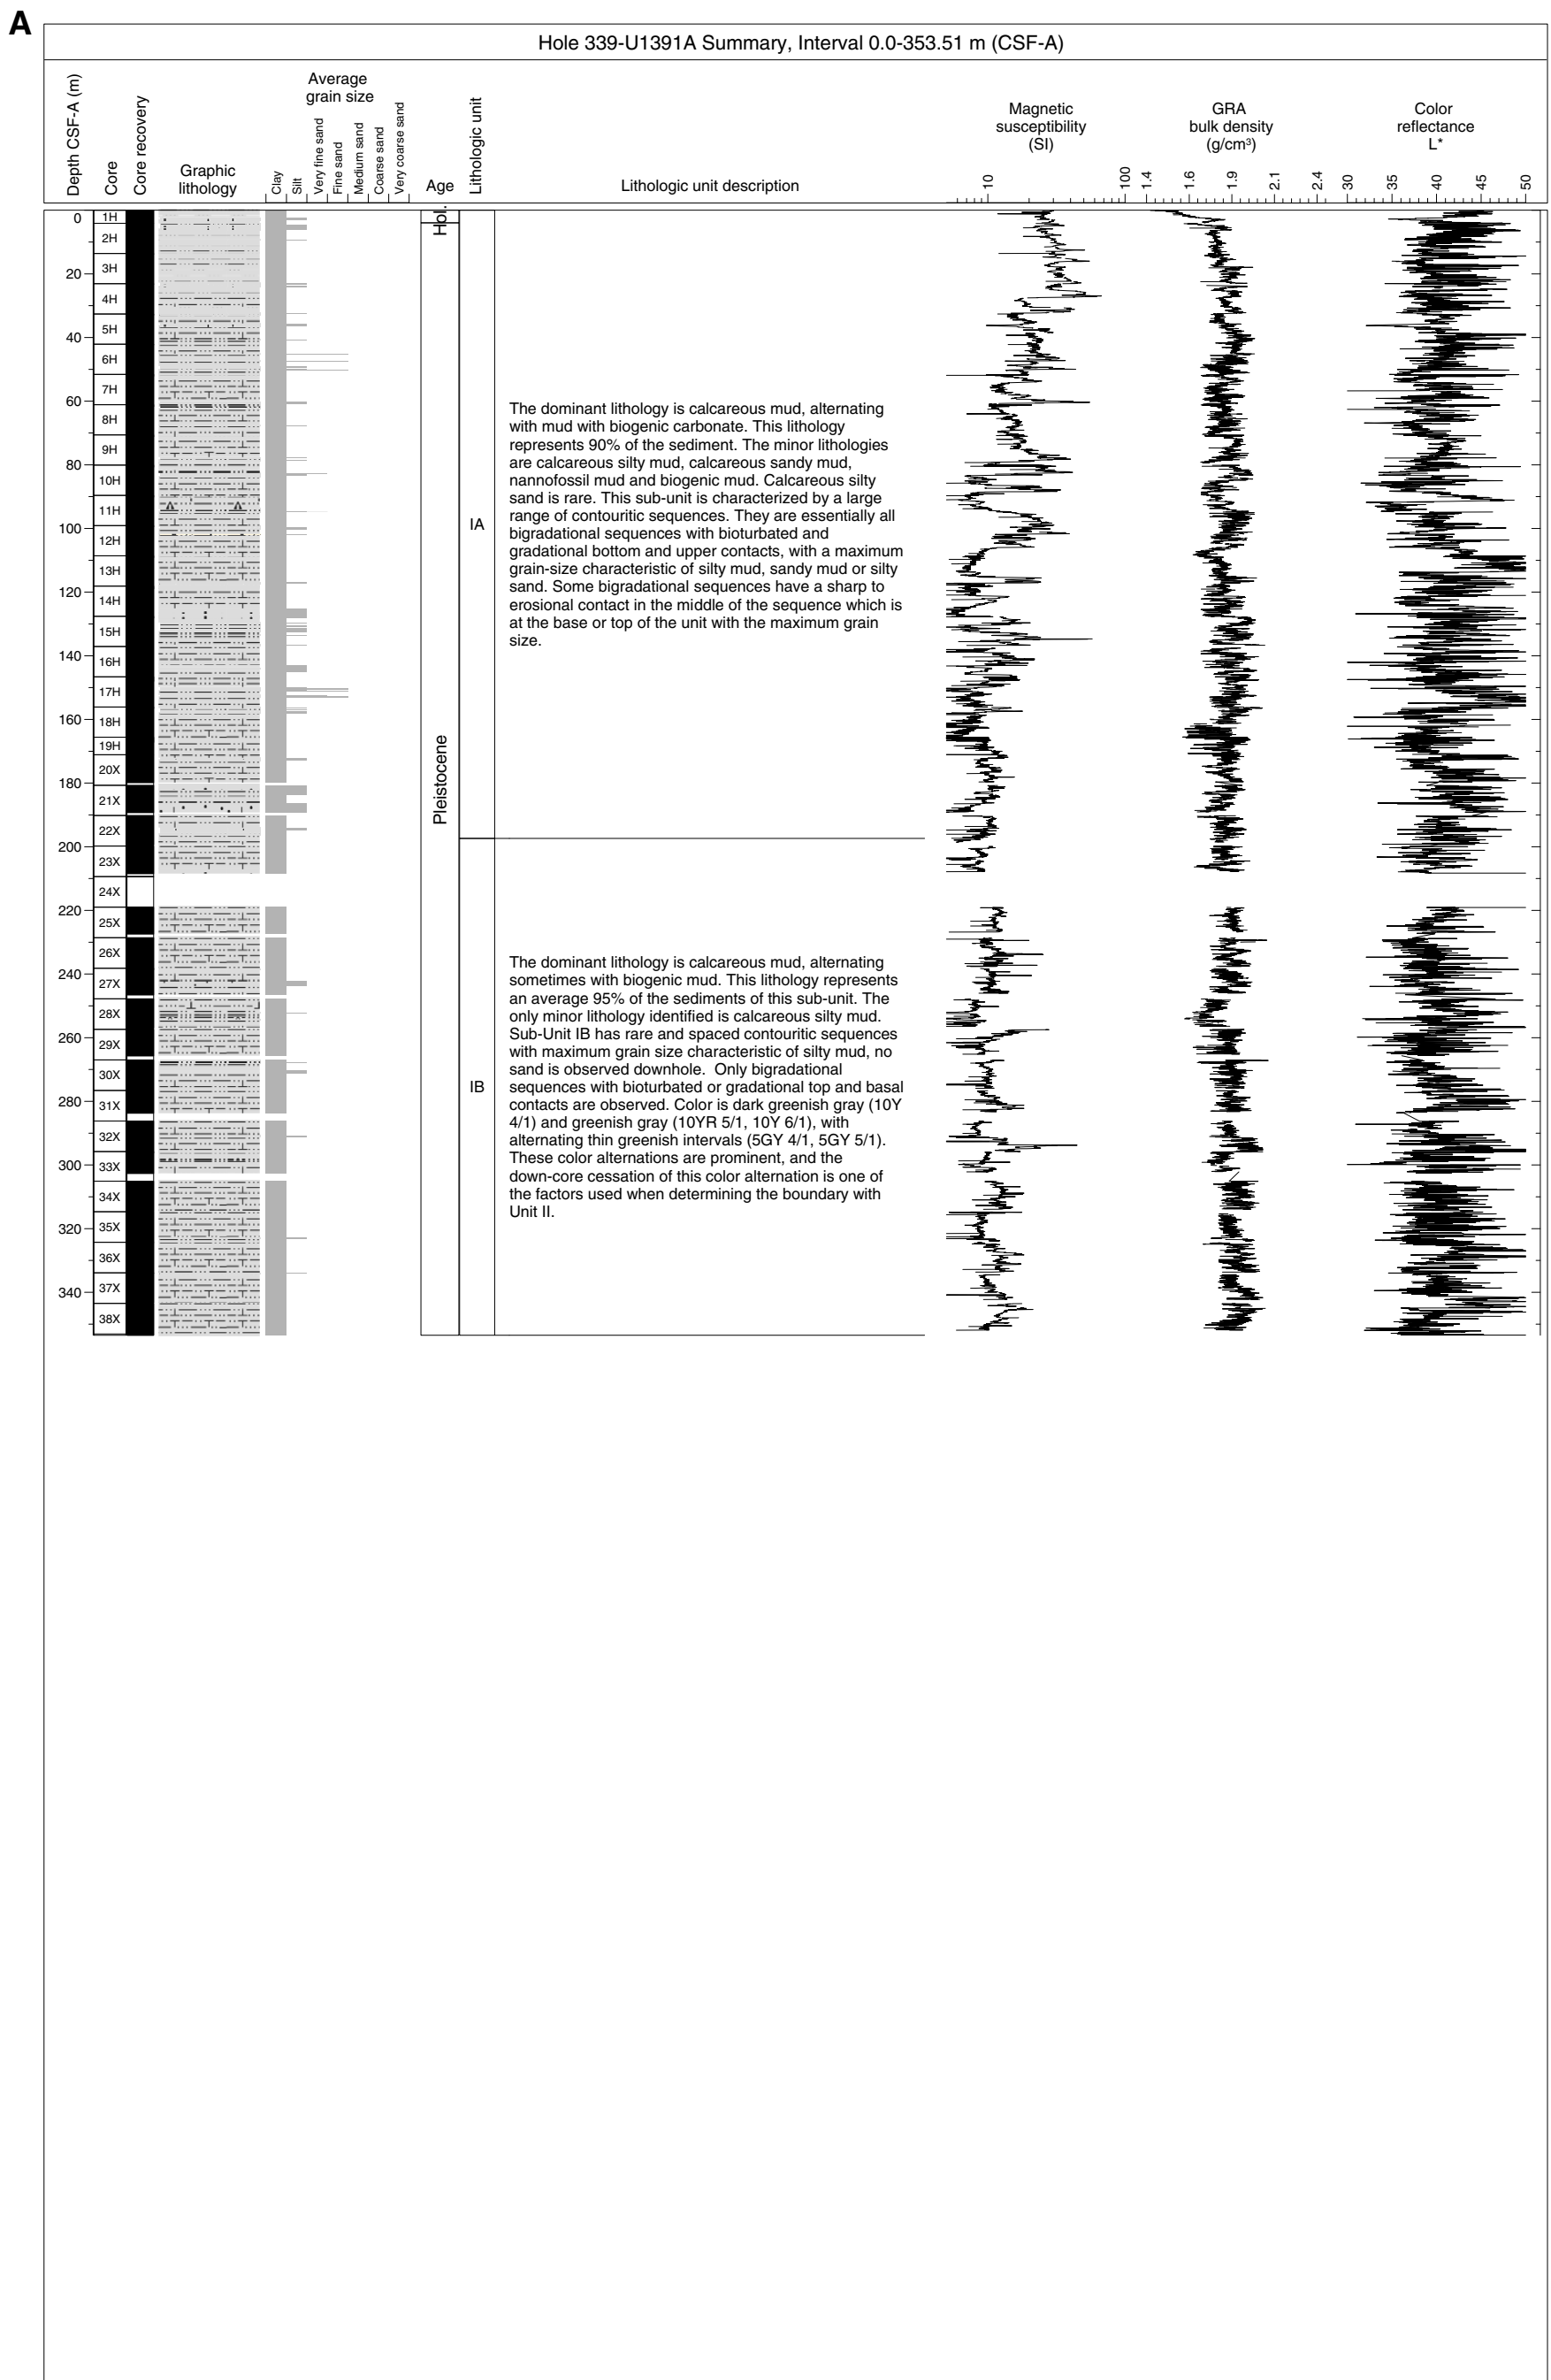 A
Hole 339-U1391A Summary, Interval 0.0-353.51 m (CSF-A)
Depth CSF-A (m)
Core
Core recovery
Graphic
lithology
Average
grain size
Clay
Silt
Very fine sand
Fine sand
Medium sand
Coarse sand
Very coarse sand
Age
Lithologic unit
Lithologic unit description
Magnetic
susceptibility
(SI)
10
100
GRA
bulk density
(g/cm³)
1.4
1.6
1.9
2.1
2.4
Color
reflectance
L*
30
35
40
45
50
0
20
40
60
80
100
120
140
160
180
200
220
240
260
280
300
320
340
1H
2H
3H
4H
5H
6H
7H
8H
9H
10H
11H
12H
13H
14H
15H
16H
17H
18H
19H
20X
21X
22X
23X
24X
25X
26X
27X
28X
29X
30X
31X
32X
33X
34X
35X
36X
37X
38X
Hol.
Pleistocene
IA
The dominant lithology is calcareous mud, alternating
with mud with biogenic carbonate. This lithology
represents 90% of the sediment. The minor lithologies
are calcareous silty mud, calcareous sandy mud,
nannofossil mud and biogenic mud. Calcareous silty
sand is rare. This sub-unit is characterized by a large
range of contouritic sequences. They are essentially all
bigradational sequences with bioturbated and
gradational bottom and upper contacts, with a maximum
grain-size characteristic of silty mud, sandy mud or silty
sand. Some bigradational sequences have a sharp to
erosional contact in the middle of the sequence which is
at the base or top of the unit with the maximum grain
size.
IB
The dominant lithology is calcareous mud, alternating
sometimes with biogenic mud. This lithology represents
an average 95% of the sediments of this sub-unit. The
only minor lithology identified is calcareous silty mud.
Sub-Unit IB has rare and spaced contouritic sequences
with maximum grain size characteristic of silty mud, no
sand is observed downhole. Only bigradational
sequences with bioturbated or gradational top and basal
contacts are observed. Color is dark greenish gray (10Y
4/1) and greenish gray (10YR 5/1, 10Y 6/1), with
alternating thin greenish intervals (5GY 4/1, 5GY 5/1).
These color alternations are prominent, and the
down-core cessation of this color alternation is one of
the factors used when determining the boundary with
Unit II.